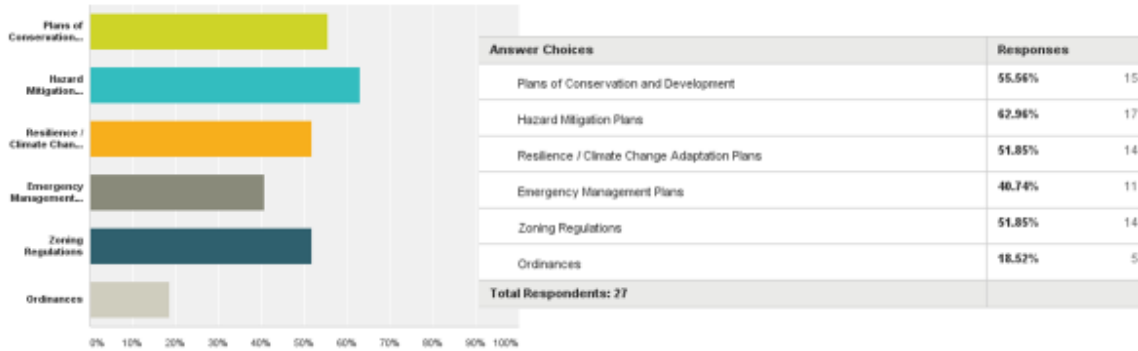 Plans of
Conservation...
Hazard
Mitigation...
Resilience /
Climate Chan...
Emergency
Management...
Zoning
Regulations
Ordinances
0% 10% 20% 30% 40% 50% 60% 70% 80% 90% 100%
Answer Choices Responses
Plans of Conservation and Development 55.56% 15
Hazard Mitigation Plans 62.96% 17
Resilience / Climate Change Adaptation Plans 51.85% 14
Emergency Management Plans 40.74% 11
Zoning Regulations 51.85% 14
Ordinances 18.52% 5
Total Respondents: 27